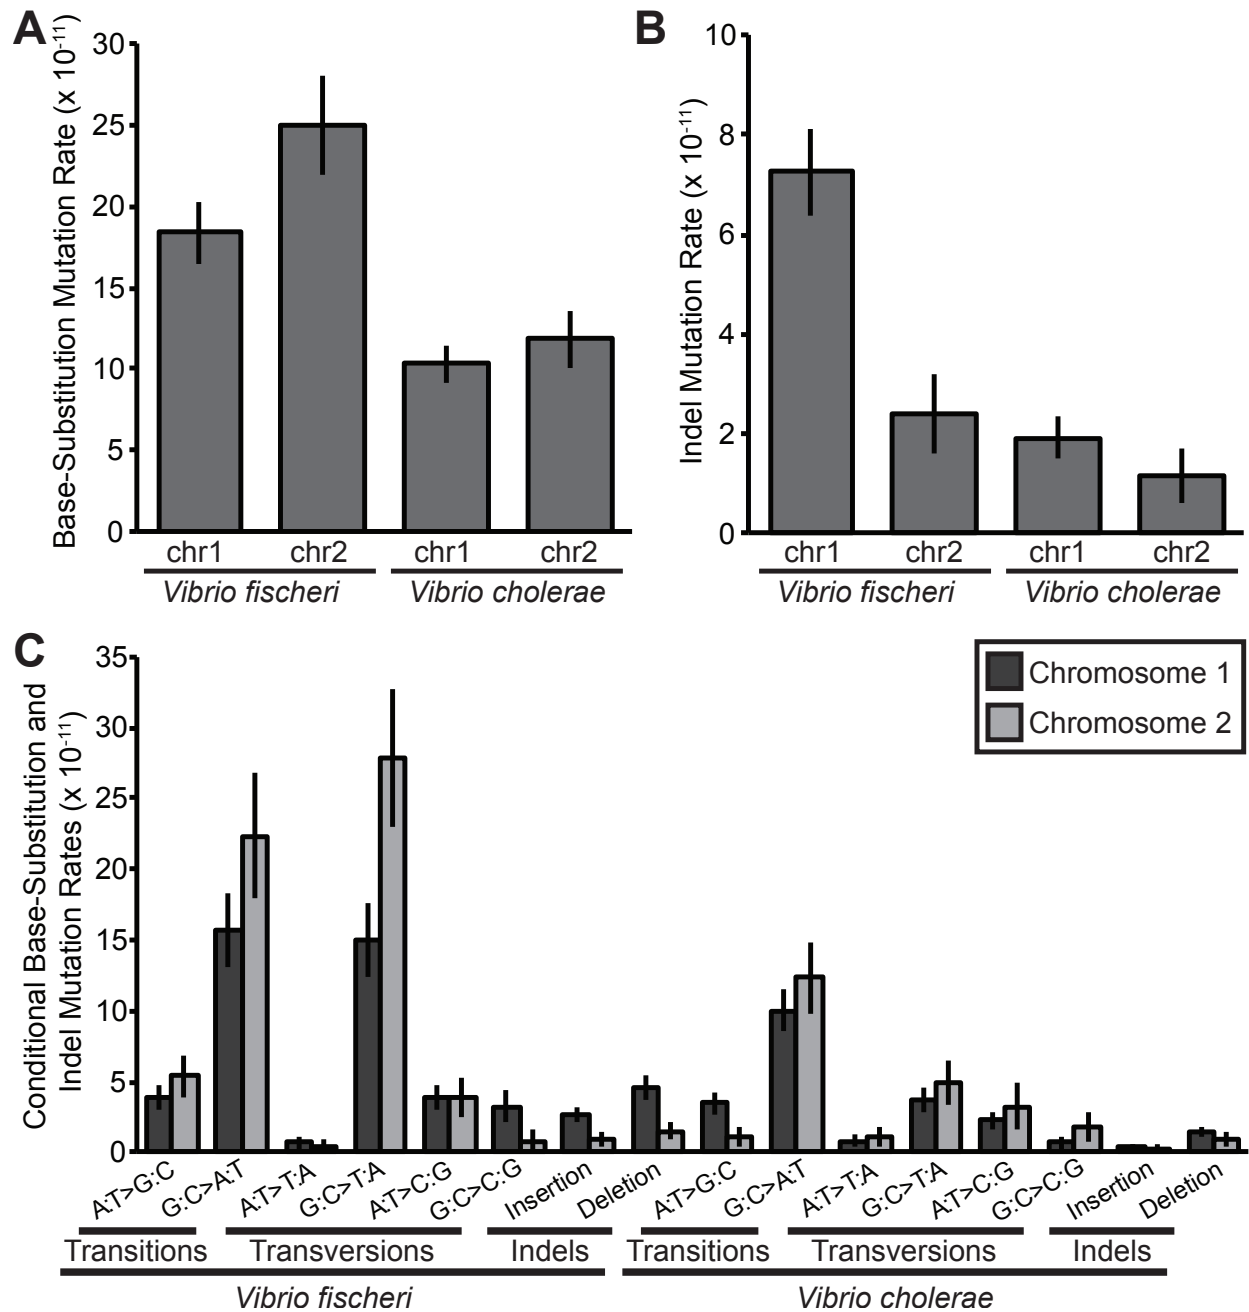 A
Base-Substitution Mutation Rate (x 10⁻¹¹)
30
25
20
15
10
5
0
chr1 chr2 chr1 chr2
Vibrio fischeri Vibrio cholerae
B
Indel Mutation Rate (x 10⁻¹¹)
10
8
6
4
2
0
chr1 chr2 chr1 chr2
Vibrio fischeri Vibrio cholerae
C
Conditional Base-Substitution and
Indel Mutation Rates (x 10⁻¹¹)
35
30
25
20
15
10
5
0
Chromosome 1
Chromosome 2
A:T>G:C G:C>A:T A:T>T:A G:C>T:A A:T>C:G G:C>C:G Insertion Deletion A:T>G:C G:C>A:T A:T>T:A G:C>T:A A:T>C:G G:C>C:G Insertion Deletion
Transitions Transversions Indels Transitions Transversions Indels
Vibrio fischeri Vibrio cholerae